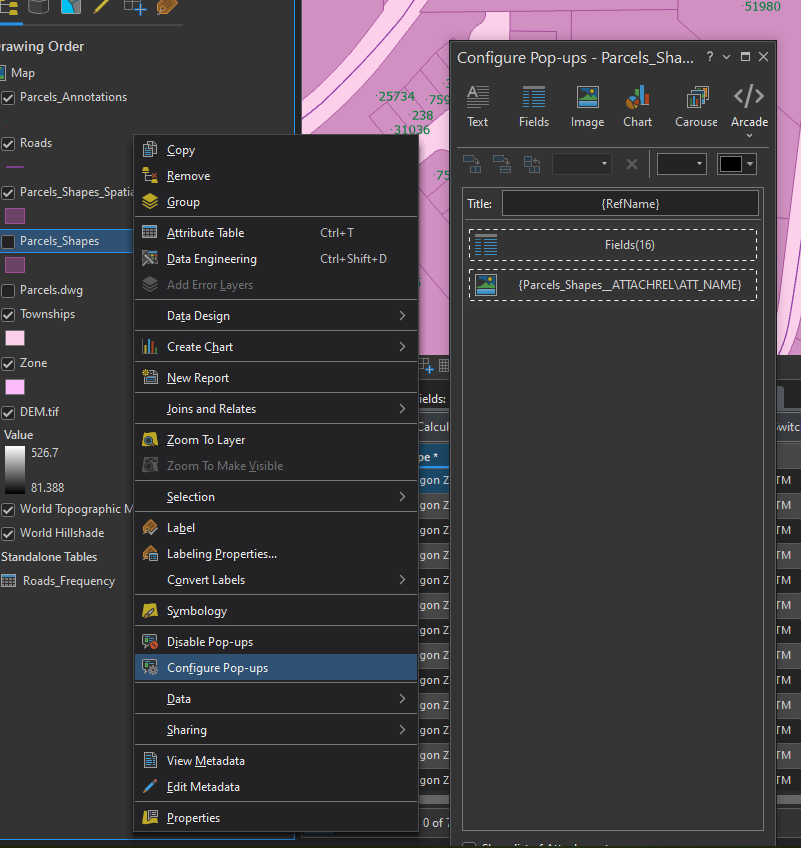 Drawing Order
Map
Parcels_Annotations
Roads
Parcels_Shapes_Spatia
Parcels_Shapes
Parcels.dwg
Townships
Zone
DEM.tif
Value
526.7
81.388
World Topographic M
World Hillshade
Standalone Tables
Roads_Frequency
Copy
Remove
Group
Attribute Table Ctrl+T
Data Engineering Ctrl+Shift+D
Add Error Layers
Data Design
Create Chart
New Report
Joins and Relates
Zoom To Layer
Zoom To Make Visible
Selection
Label
Labeling Properties...
Convert Labels
Symbology
Disable Pop-ups
Configure Pop-ups
Data
Sharing
View Metadata
Edit Metadata
Properties
51980
25734
759
238
31036
75
Configure Pop-ups - Parcels_Sha... ?
Text Fields Image Chart Carouse Arcade
Title: {RefName}
Fields(16)
{Parcels_Shapes__ATTACHREL\ATT_NAME}
ields:
Calcul
Switc
pe *
gon Z
TM
gon Z
TM
gon Z
TM
gon Z
TM
gon Z
TM
gon Z
TM
gon Z
TM
gon Z
TM
gon Z
TM
gon Z
TM
gon Z
TM
gon Z
TM
gon Z
TM
0 of 7